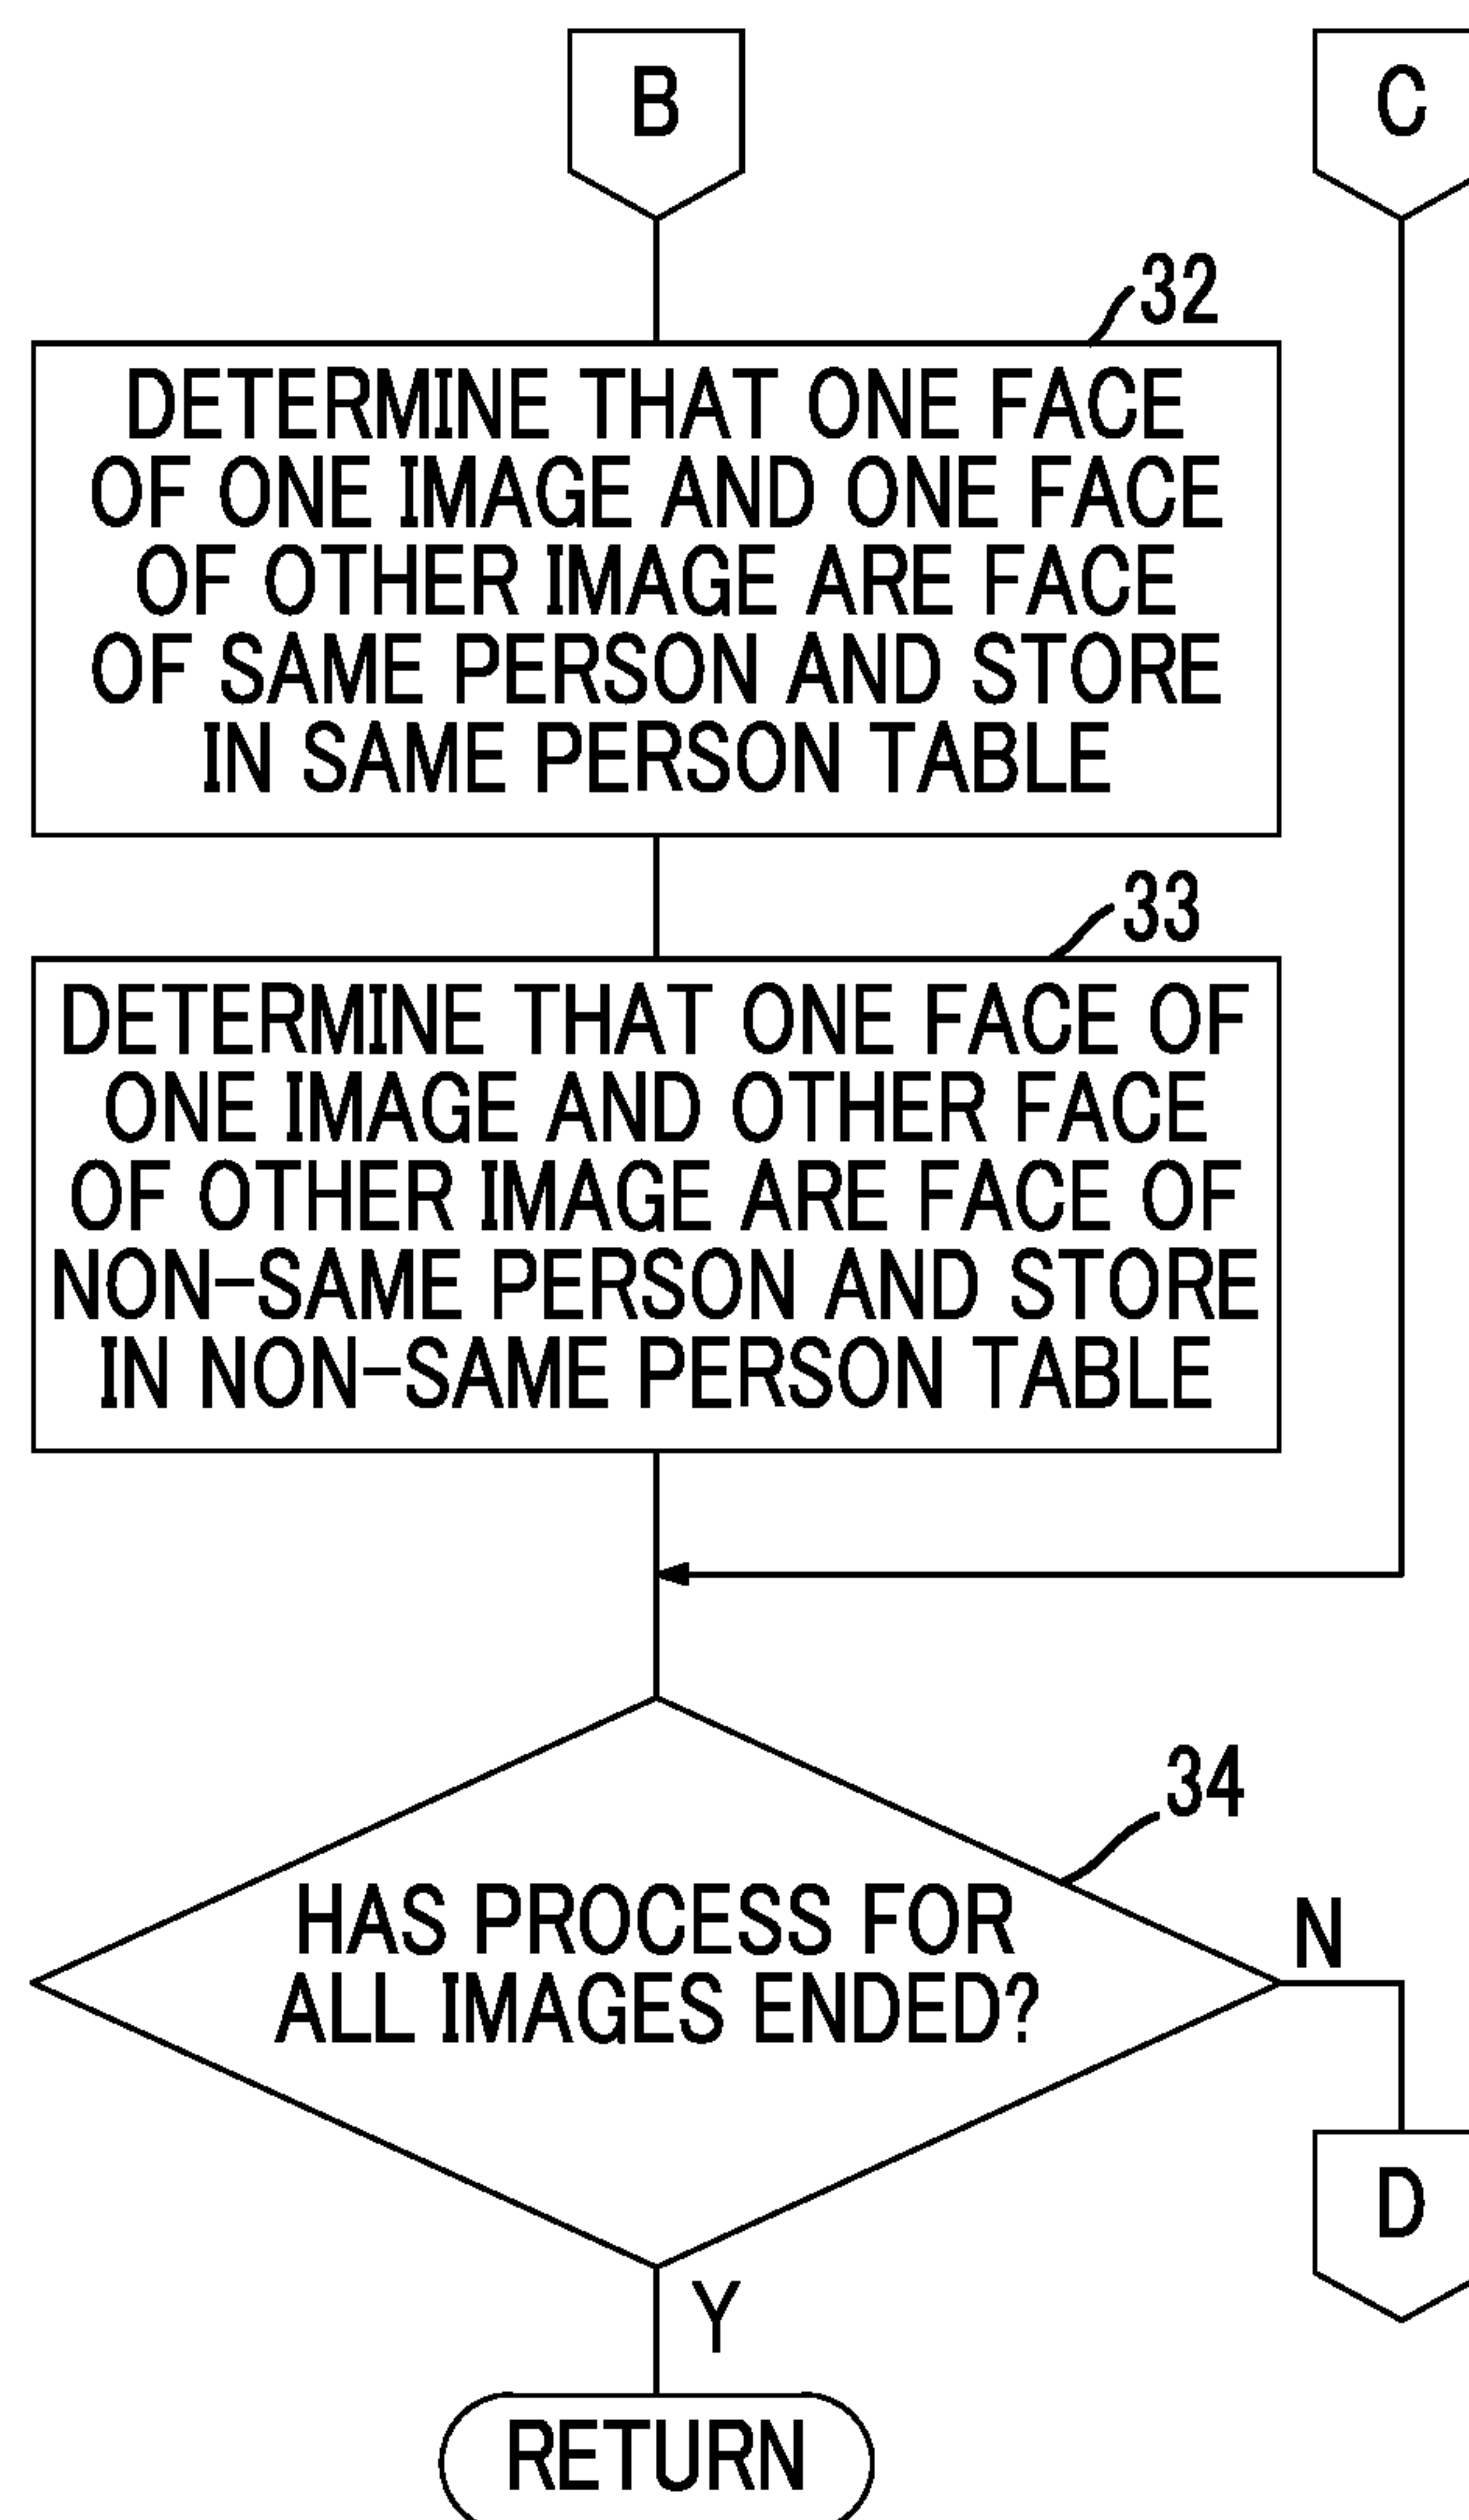 B
C
32
DETERMINE THAT ONE FACE
OF ONE IMAGE AND ONE FACE
OF OTHER IMAGE ARE FACE
OF SAME PERSON AND STORE
IN SAME PERSON TABLE
33
DETERMINE THAT ONE FACE OF
ONE IMAGE AND OTHER FACE
OF OTHER IMAGE ARE FACE OF
NON-SAME PERSON AND STORE
IN NON-SAME PERSON TABLE
34
HAS PROCESS FOR
ALL IMAGES ENDED?
N
D
Y
RETURN